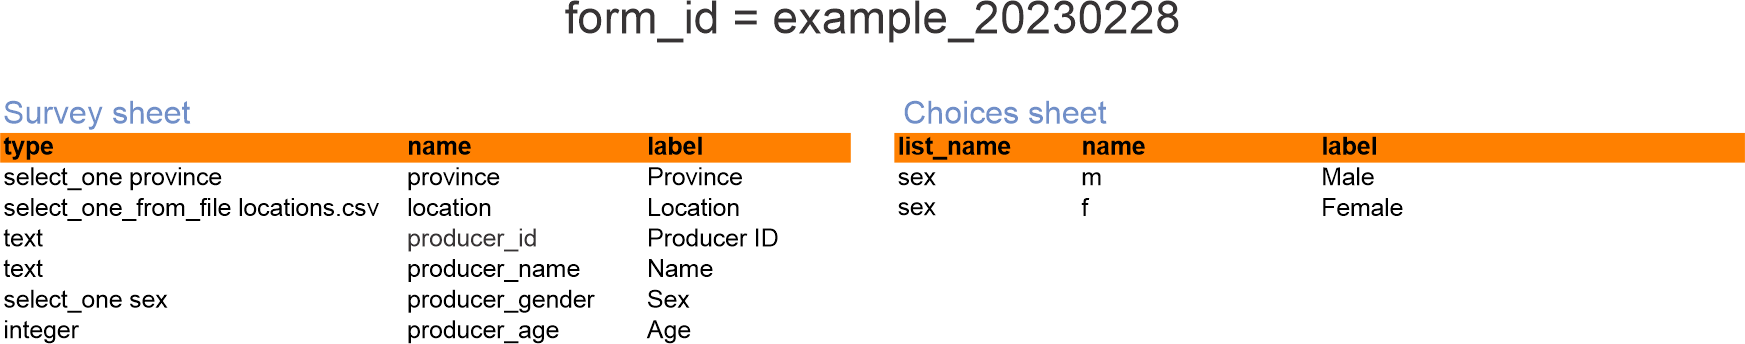 form_id = example_20230228
Survey sheet
type name label
select_one province province Province
select_one_from_file locations.csv location Location
text producer_id Producer ID
text producer_name Name
select_one sex producer_gender Sex
integer producer_age Age
Choices sheet
list_name name label
sex m Male
sex f Female